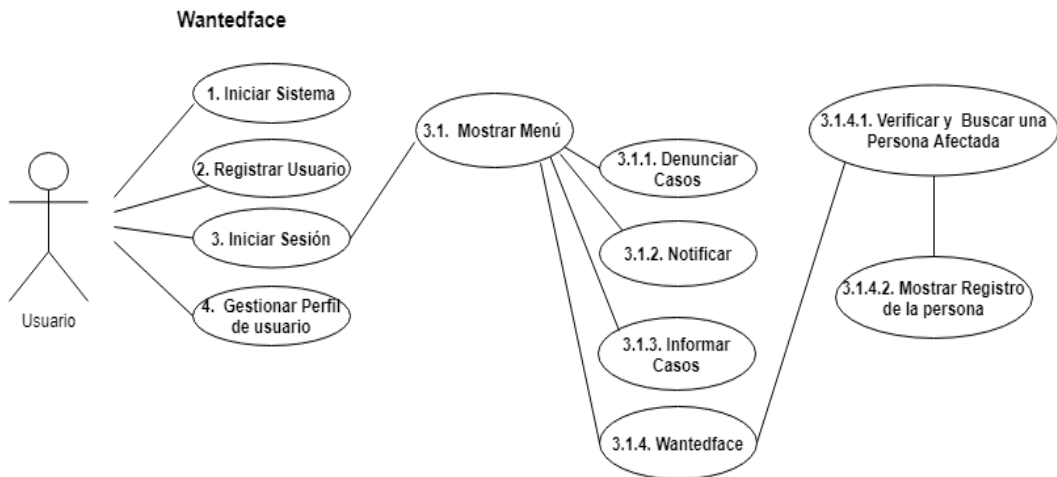 Wantedface
1. Iniciar Sistema
2. Registrar Usuario
3. Iniciar Sesión
4. Gestionar Perfil
de usuario
Usuario
3.1. Mostrar Menú
3.1.1. Denunciar
Casos
3.1.2. Notificar
3.1.3. Informar
Casos
3.1.4. Wantedface
3.1.4.1. Verificar y Buscar una
Persona Afectada
3.1.4.2. Mostrar Registro
de la persona